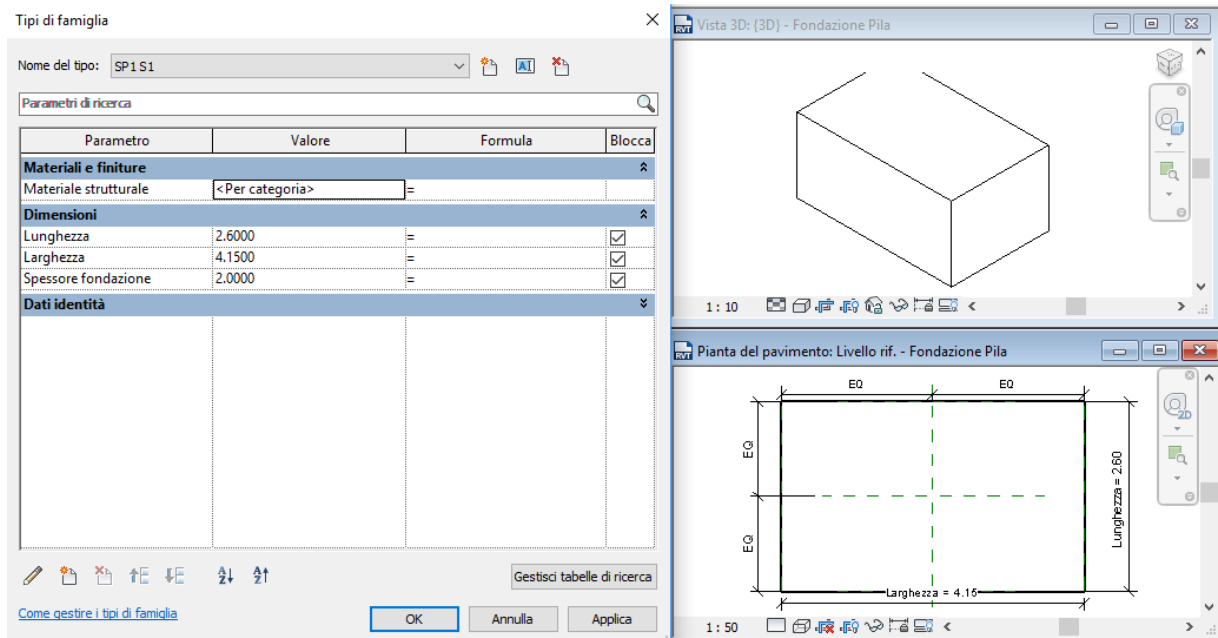 Tipi di famiglia
Nome del tipo: SP1 S1
Parametri di ricerca
Parametro Valore Formula Blocca
Materiali e finiture
Materiale strutturale <Per categoria> =
Dimensioni
Lunghezza 2.6000 =
Larghezza 4.1500 =
Spessore fondazione 2.0000 =
Dati identità
Gestisci tabelle di ricerca
Come gestire i tipi di famiglia
OK Annulla Applica
RVT Vista 3D: {3D} - Fondazione Pila
1 : 10
RVT Pianta del pavimento: Livello rif. - Fondazione Pila
EQ EQ
EQ
EQ
Lunghezza = 2.60
Larghezza = 4.15
2D
1 : 50